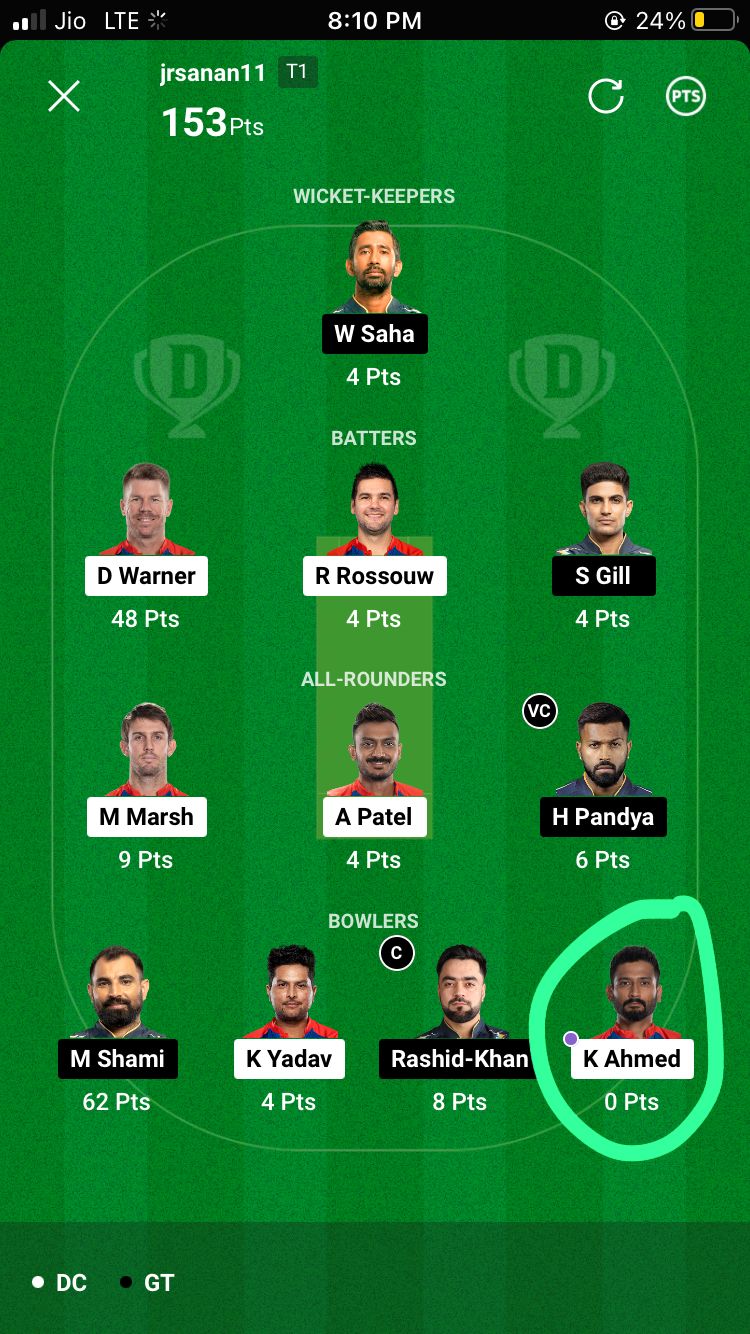 Jio LTE 8:10 PM 24%
jrsanan11 T1
153 Pts
PTS
WICKET-KEEPERS
W Saha
4 Pts
D D
BATTERS
D Warner R Rossouw S Gill
48 Pts 4 Pts 4 Pts
ALL-ROUNDERS
VC
M Marsh A Patel H Pandya
9 Pts 4 Pts 6 Pts
BOWLERS
C
M Shami K Yadav Rashid-Khan K Ahmed
62 Pts 4 Pts 8 Pts 0 Pts
DC GT